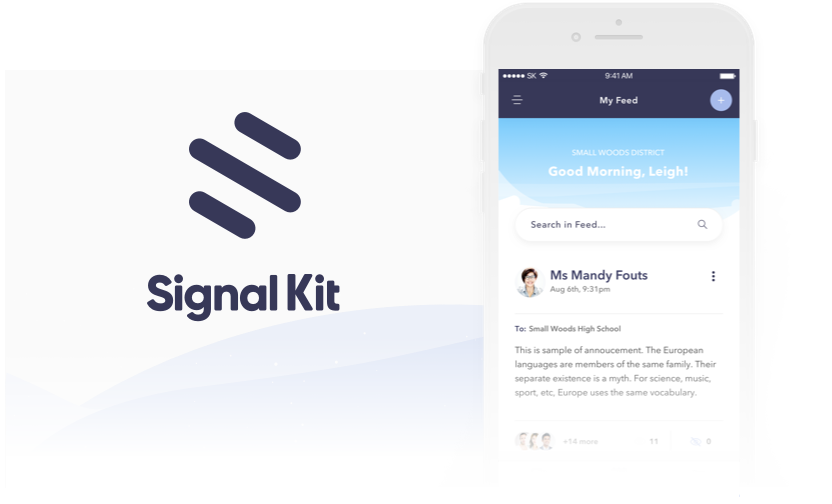 Signal Kit
SK
9:41 AM
My Feed
SMALL WOODS DISTRICT
Good Morning, Leigh!
Search in Feed...
Ms Mandy Fouts
Aug 6th, 9:31pm
To: Small Woods High School
This is sample of annoucement. The European
languages are members of the same family. Their
separate existence is a myth. For science, music,
sport, etc, Europe uses the same vocabulary.
+14 more 11 0